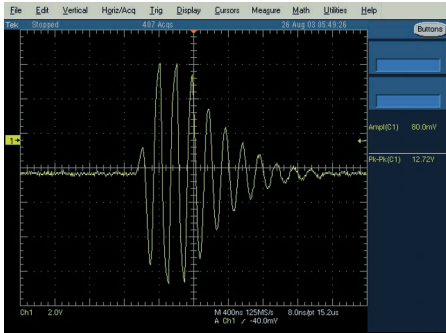 File Edit Vertical Horiz/Acq Trig Display Cursors Measure Math Utilities Help
Tek Stopped 407 Acqs 26 Aug 03 05:49:26
Buttons
1
Ampl(C1) 80.0mV
Pk-Pk(C1) 12.72V
Ch1 2.0V M 400ns 125MS/s 8.0ns/pt 15.2us
A Ch1 / -40.0mV